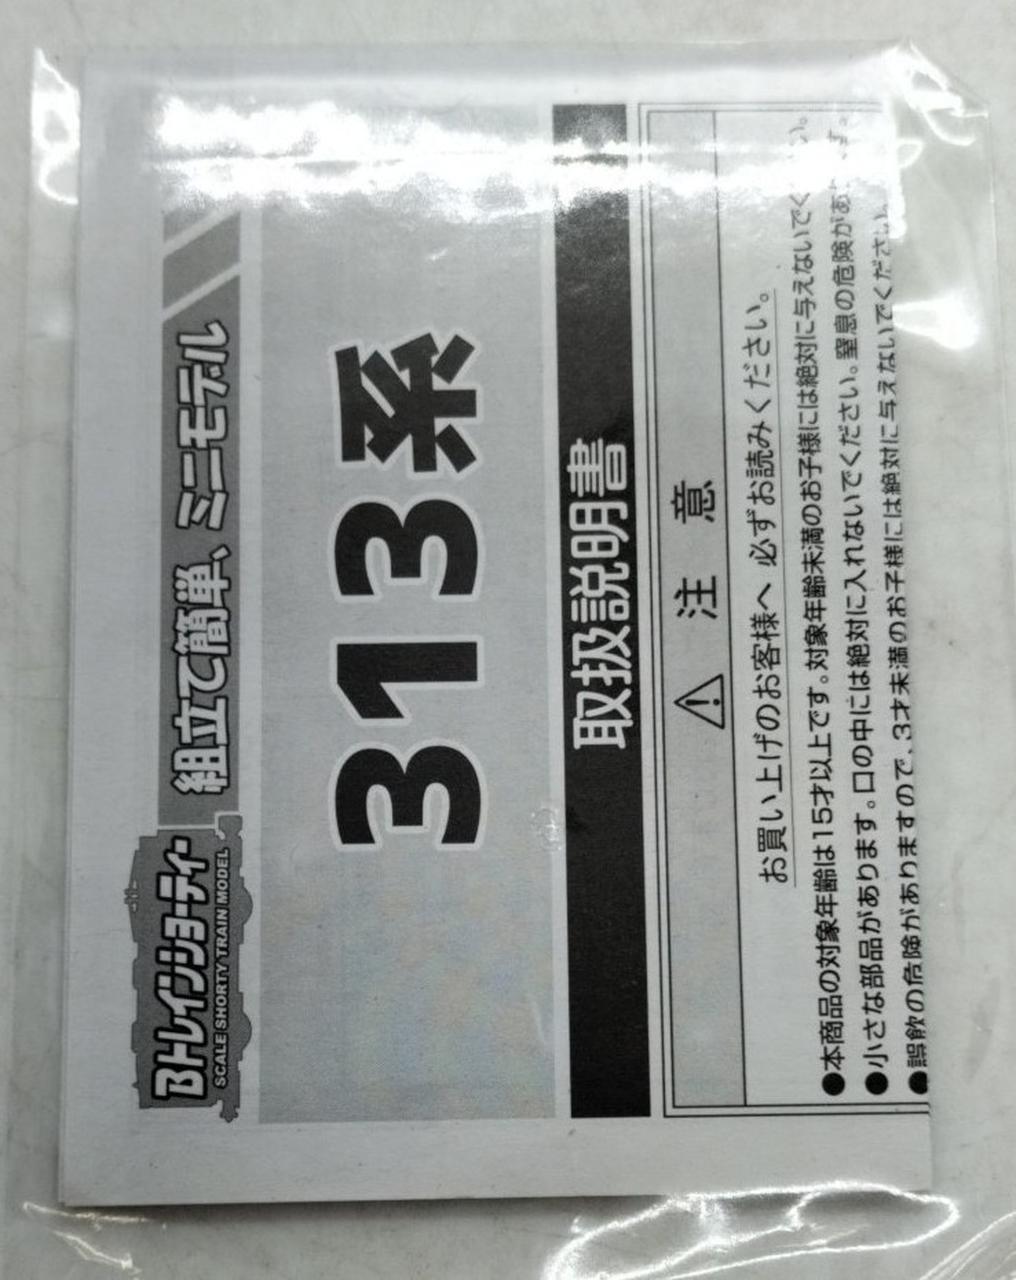 Bトレインショーティー
SCALE SHORTY TRAIN MODEL
組立て簡単、ミニモデル
313系
取扱説明書
⚠ 注 意
お買い上げのお客様へ 必ずお読みください。
●本商品の対象年齢は15才以上です。対象年齢未満のお子様には絶対に与えないでください。
●小さな部品があります。口の中には絶対に入れないでください。窒息の危険があります。
●誤飲の危険がありますので、3才未満のお子様には絶対に与えないでください。